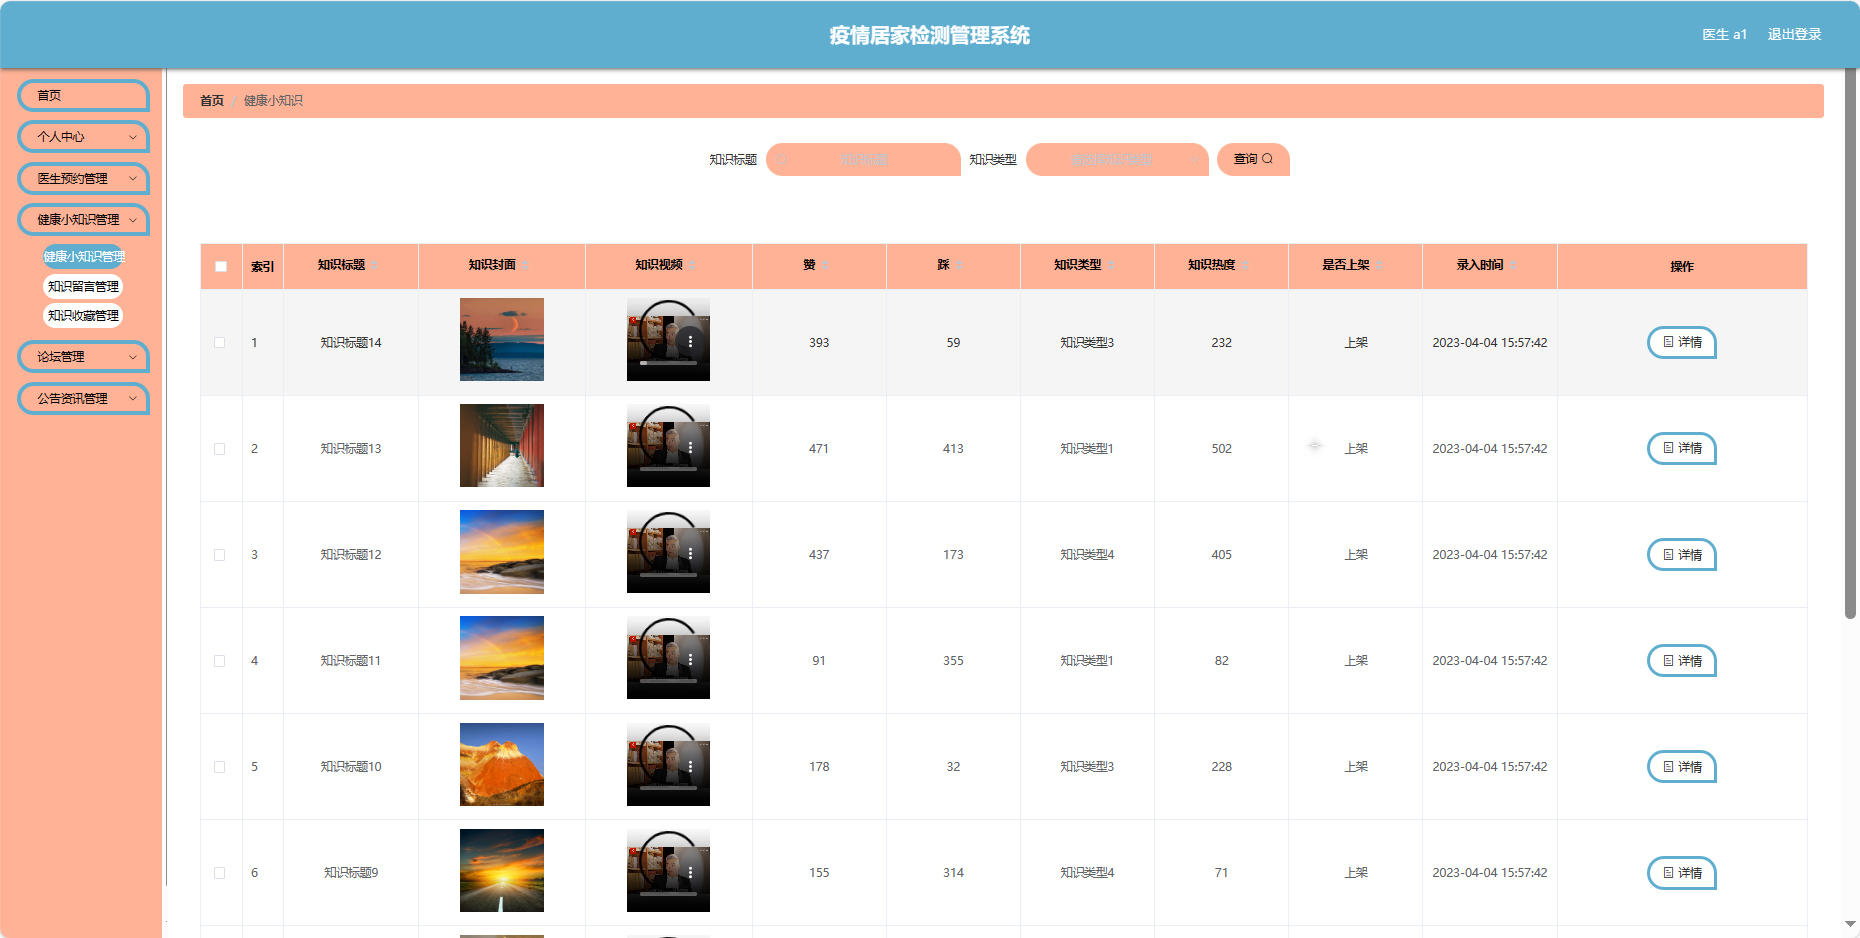 疫情居家检测管理系统
医生 a1 退出登录
首页
个人中心
医生预约管理
健康小知识管理
健康小知识管理
知识留言管理
知识收藏管理
论坛管理
公告资讯管理
首页 / 健康小知识
知识标题 知识标题 知识类型 查询
索引 知识标题 知识封面 知识视频 赞 踩 知识类型 知识热度 是否上架 录入时间 操作
1 知识标题14 393 59 知识类型3 232 上架 2023-04-04 15:57:42 详情
2 知识标题13 471 413 知识类型1 502 上架 2023-04-04 15:57:42 详情
3 知识标题12 437 173 知识类型4 405 上架 2023-04-04 15:57:42 详情
4 知识标题11 91 355 知识类型1 82 上架 2023-04-04 15:57:42 详情
5 知识标题10 178 32 知识类型3 228 上架 2023-04-04 15:57:42 详情
6 知识标题9 155 314 知识类型4 71 上架 2023-04-04 15:57:42 详情